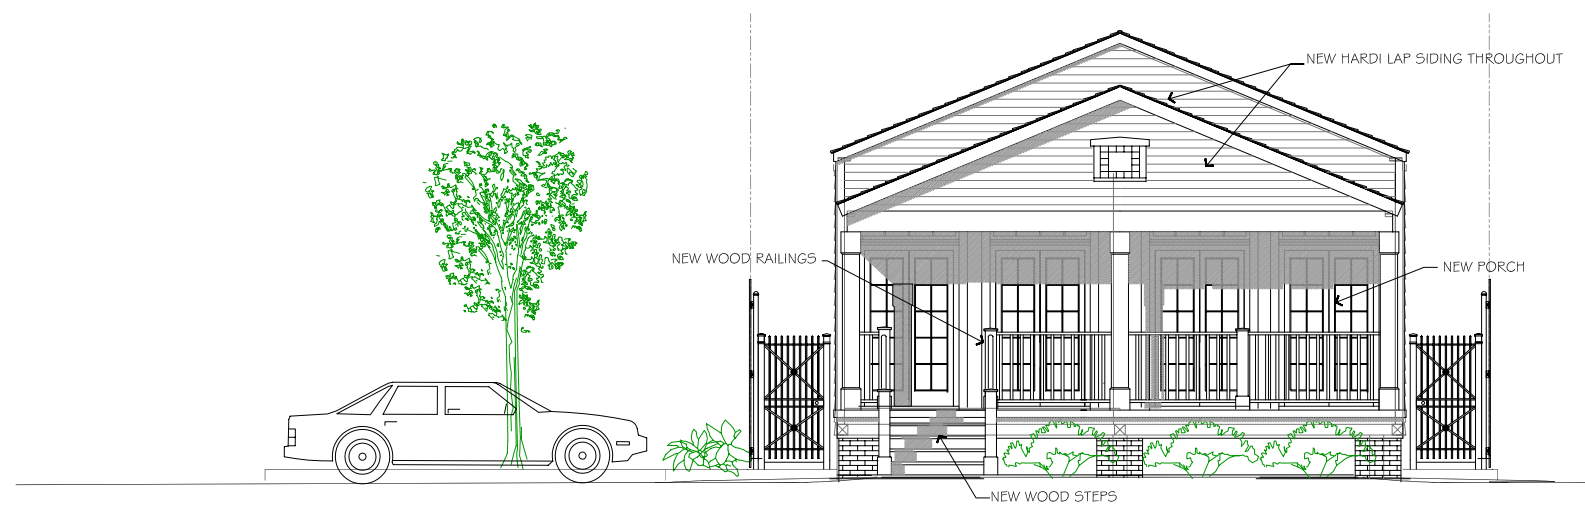 NEW HARDI LAP SIDING THROUGHOUT
NEW WOOD RAILINGS
NEW PORCH
NEW WOOD STEPS